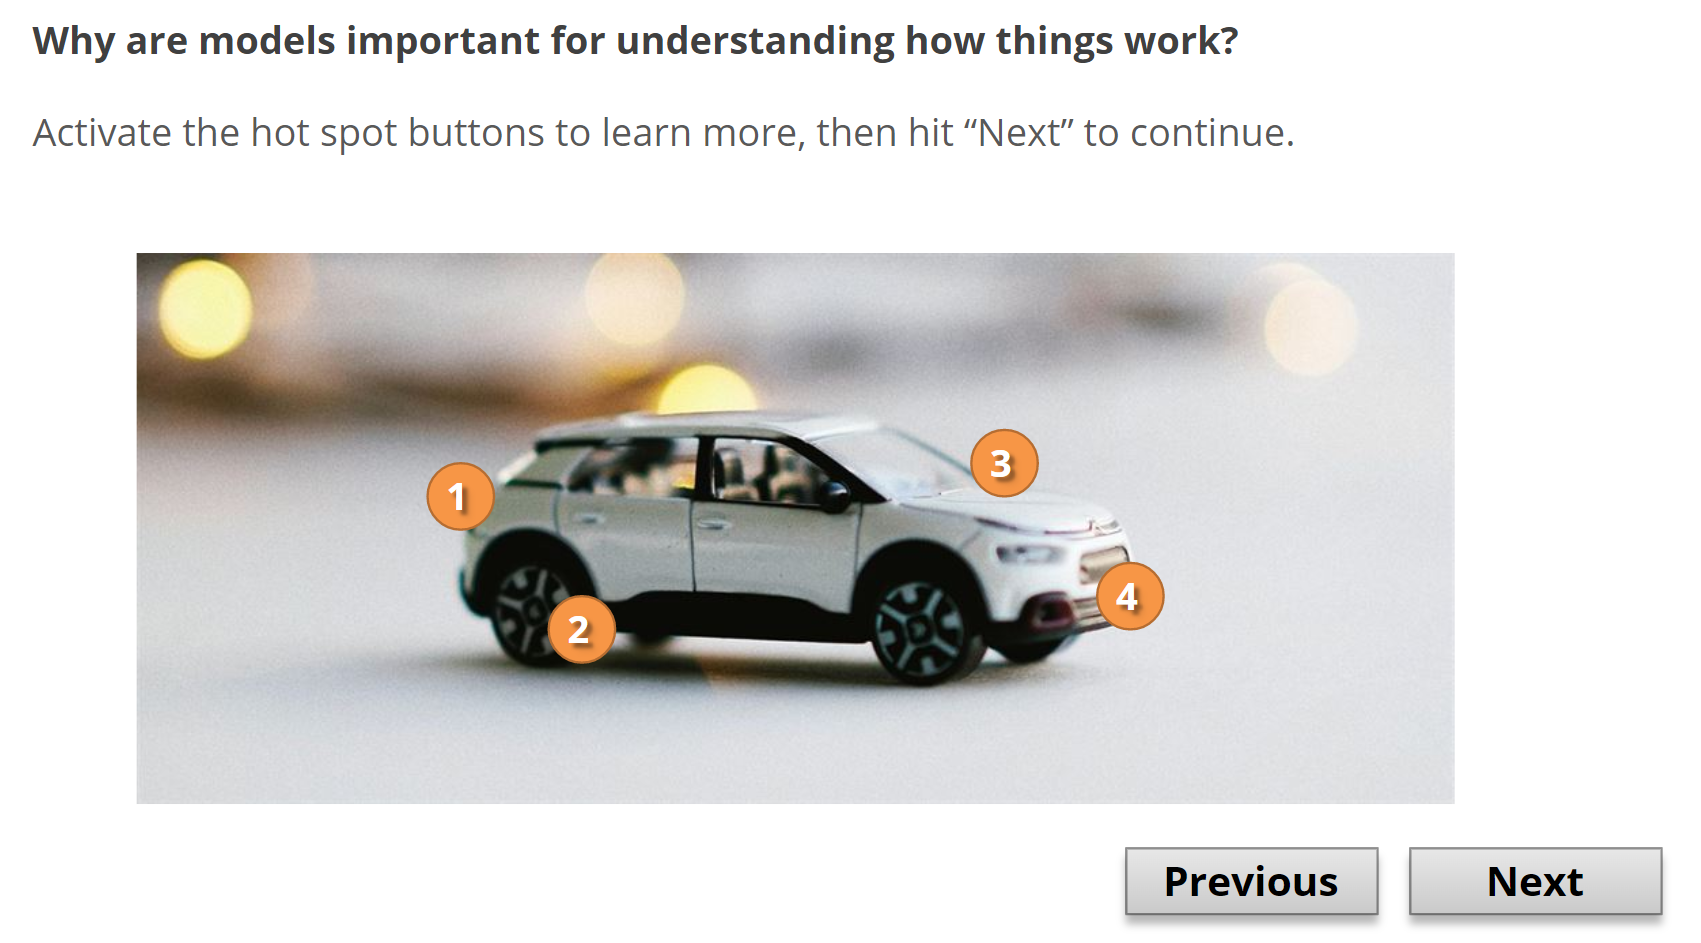 Why are models important for understanding how things work?
Activate the hot spot buttons to learn more, then hit “Next” to continue.
3
1
4
2
Previous Next